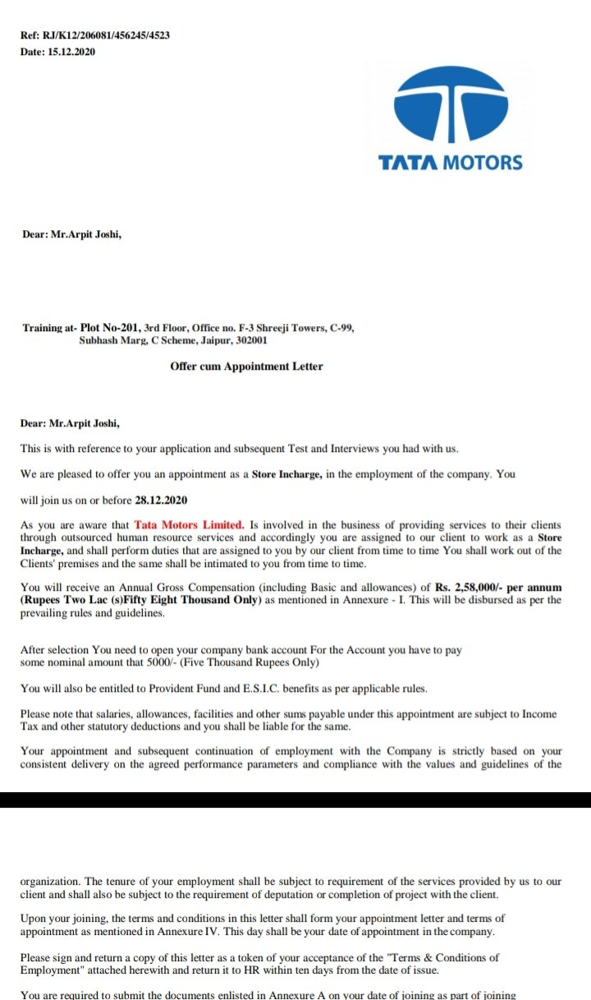 Ref: RJ/K12/206081/456245/4523
Date: 15.12.2020
TATA MOTORS
Dear: Mr.Arpit Joshi,
Training at- Plot No-201, 3rd Floor, Office no. F-3 Shreeji Towers, C-99,
Subhash Marg, C Scheme, Jaipur, 302001
Offer cum Appointment Letter
Dear: Mr.Arpit Joshi,
This is with reference to your application and subsequent Test and Interviews you had with us.
We are pleased to offer you an appointment as a Store Incharge, in the employment of the company. You
will join us on or before 28.12.2020
As you are aware that Tata Motors Limited. Is involved in the business of providing services to their clients
through outsourced human resource services and accordingly you are assigned to our client to work as a Store
Incharge, and shall perform duties that are assigned to you by our client from time to time You shall work out of the
Clients' premises and the same shall be intimated to you from time to time.
You will receive an Annual Gross Compensation (including Basic and allowances) of Rs. 2,58,000/- per annum
(Rupees Two Lac (s)Fifty Eight Thousand Only) as mentioned in Annexure - I. This will be disbursed as per the
prevailing rules and guidelines.
After selection You need to open your company bank account For the Account you have to pay
some nominal amount that 5000/- (Five Thousand Rupees Only)
You will also be entitled to Provident Fund and E.S.I.C. benefits as per applicable rules.
Please note that salaries, allowances, facilities and other sums payable under this appointment are subject to Income
Tax and other statutory deductions and you shall be liable for the same.
Your appointment and subsequent continuation of employment with the Company is strictly based on your
consistent delivery on the agreed performance parameters and compliance with the values and guidelines of the
organization. The tenure of your employment shall be subject to requirement of the services provided by us to our
client and shall also be subject to the requirement of deputation or completion of project with the client.
Upon your joining, the terms and conditions in this letter shall form your appointment letter and terms of
appointment as mentioned in Annexure IV. This day shall be your date of appointment in the company.
Please sign and return a copy of this letter as a token of your acceptance of the "Terms & Conditions of
Employment" attached herewith and return it to HR within ten days from the date of issue.
You are required to submit the documents enlisted in Annexure A on your date of joining as part of joining